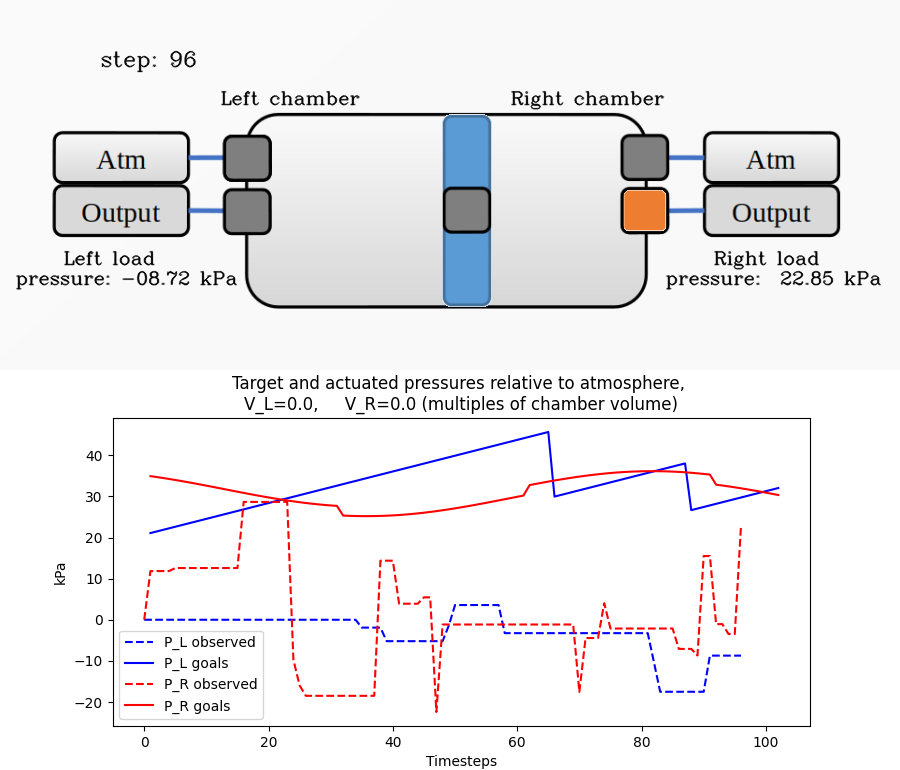 step: 96
Left chamber
Right chamber
Atm
Atm
Output
Output
Left load
pressure: -08.72 kPa
Right load
pressure: 22.85 kPa
Target and actuated pressures relative to atmosphere,
V_L=0.0, V_R=0.0 (multiples of chamber volume)
40
30
20
10
0
−10
−20
kPa
P_L observed
P_L goals
P_R observed
P_R goals
0 20 40 60 80 100
Timesteps